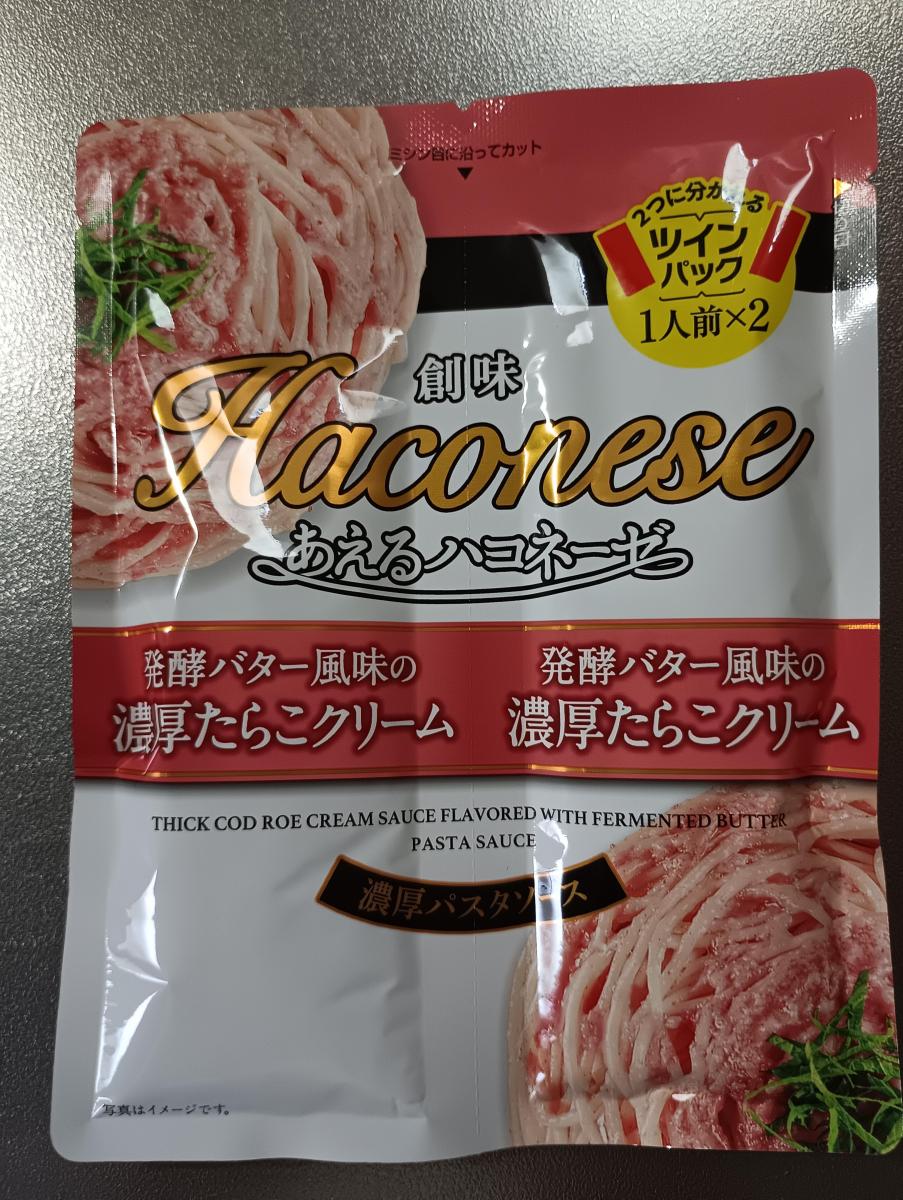 ミシン目に沿ってカット
2つに分かれる
ツイン
パック
1人前×2
創味
Haconese
あえるハコネーゼ
発酵バター風味の
濃厚たらこクリーム
発酵バター風味の
濃厚たらこクリーム
THICK COD ROE CREAM SAUCE FLAVORED WITH FERMENTED BUTTER
PASTA SAUCE
濃厚パスタソース
写真はイメージです。